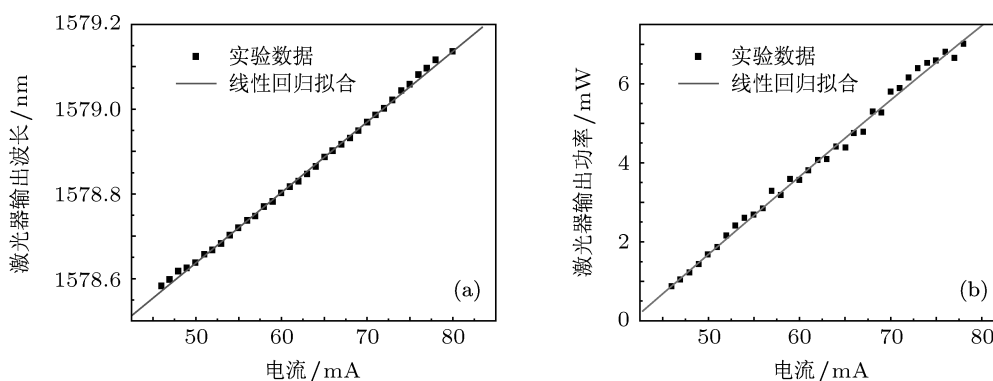 1579.2
1579.0
1578.8
1578.6
激光器输出波长/nm
实验数据
线性回归拟合
(a)
50 60 70 80
电流/mA
6
4
2
0
激光器输出功率/mW
实验数据
线性回归拟合
(b)
50 60 70 80
电流/mA